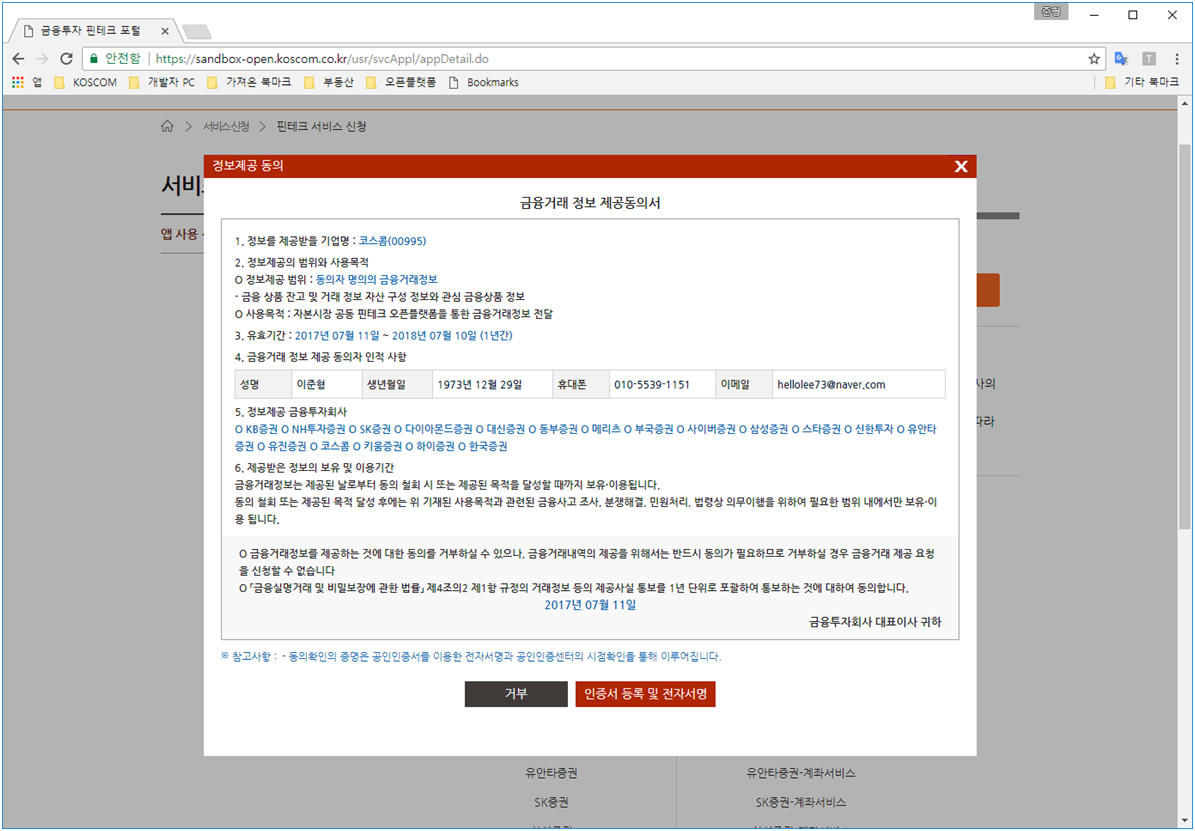 준형
금융투자 핀테크 포털
안전함 https://sandbox-open.koscom.co.kr/usr/svcAppl/appDetail.do
앱 KOSCOM 개발자 PC 가져온 북마크 부동산 오픈플랫폼 Bookmarks 기타 북마크
서비스신청 핀테크 서비스 신청
서비
정보제공 동의 X
앱 사용
금융거래 정보 제공동의서
1. 정보를 제공받을 기업명 : 코스콤(00995)
2. 정보제공의 범위와 사용목적
O 정보제공 범위 : 동의자 명의의 금융거래정보
- 금융 상품 잔고 및 거래 정보 자산 구성 정보와 관심 금융상품 정보
O 사용목적 : 자본시장 공동 핀테크 오픈플랫폼을 통한 금융거래정보 전달
3. 유효기간 : 2017년 07월 11일 ~ 2018년 07월 10일 (1년간)
4. 금융거래 정보 제공 동의자 인적 사항
성명 이준형 생년월일 1973년 12월 29일 휴대폰 010-5539-1151 이메일 hellolee73@naver.com
사의
5. 정보제공 금융투자회사
O KB증권 O NH투자증권 O SK증권 O 다이아몬드증권 O 대신증권 O 동부증권 O 메리츠 O 부국증권 O 사이버증권 O 삼성증권 O 스타증권 O 신한투자 O 유안타
증권 O 유진증권 O 코스콤 O 키움증권 O 하이증권 O 한국증권
따라
6. 제공받은 정보의 보유 및 이용기간
금융거래정보는 제공된 날로부터 동의 철회 시 또는 제공된 목적을 달성할 때까지 보유·이용됩니다.
동의 철회 또는 제공된 목적 달성 후에는 위 기재된 사용목적과 관련된 금융사고 조사, 분쟁해결, 민원처리, 법령상 의무이행을 위하여 필요한 범위 내에서만 보유·이
용 됩니다.
O 금융거래정보를 제공하는 것에 대한 동의를 거부하실 수 있으나, 금융거래내역의 제공을 위해서는 반드시 동의가 필요하므로 거부하실 경우 금융거래 제공 요청
을 신청할 수 없습니다
O 「금융실명거래 및 비밀보장에 관한 법률」 제4조의2 제1항 규정의 거래정보 등의 제공사실 통보를 1년 단위로 포괄하여 통보하는 것에 대하여 동의합니다.
2017년 07월 11일
금융투자회사 대표이사 귀하
※ 참고사항 : - 동의확인의 증명은 공인인증서를 이용한 전자서명과 공인인증센터의 시점확인을 통해 이루어집니다.
거부 인증서 등록 및 전자서명
유안타증권 유안타증권-계좌서비스
SK증권 SK증권-계좌서비스